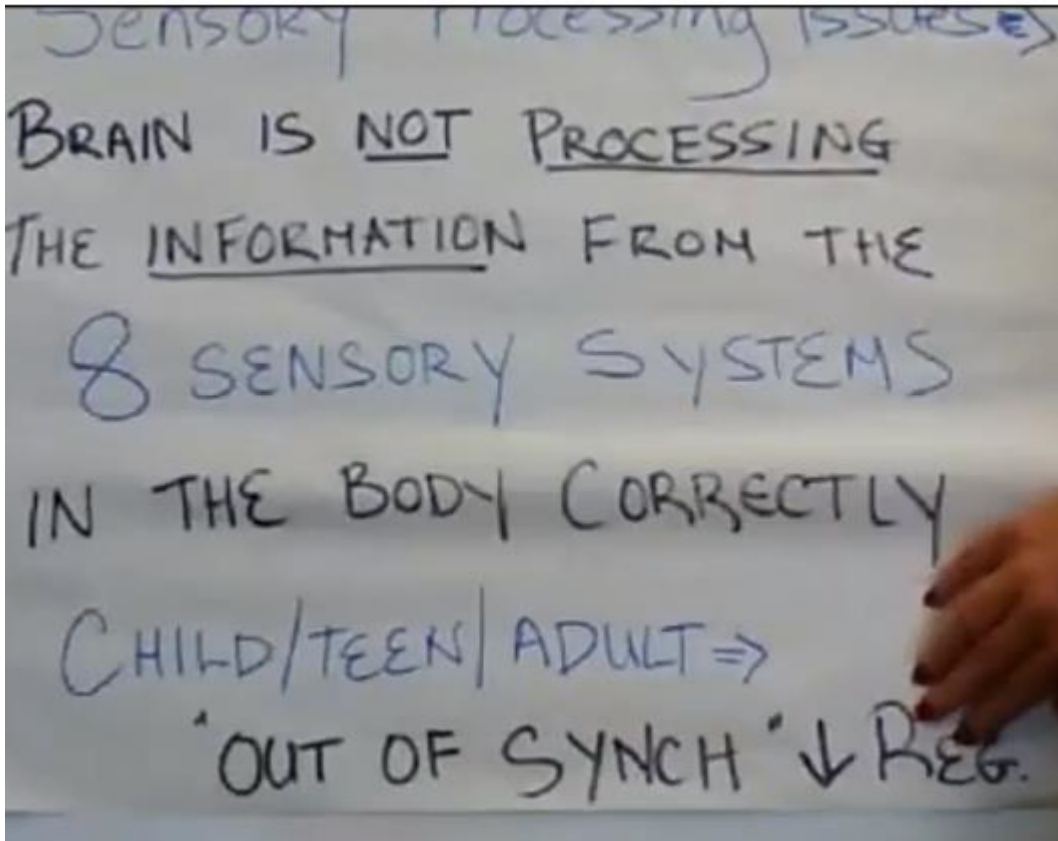 Sensory Processing Issues ⇒
BRAIN IS NOT PROCESSING
THE INFORMATION FROM THE
8 SENSORY SYSTEMS
IN THE BODY CORRECTLY
CHILD/TEEN/ADULT ⇒
"OUT OF SYNCH" ↓ REG.